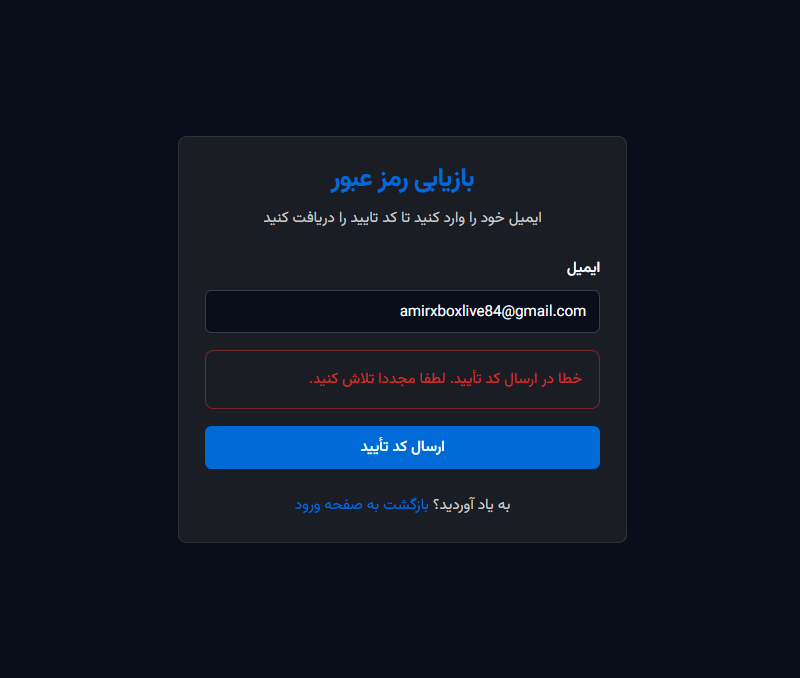 بازیابی رمز عبور
ایمیل خود را وارد کنید تا کد تایید را دریافت کنید
ایمیل
amirxboxlive84@gmail.com
خطا در ارسال کد تأیید. لطفا مجددا تلاش کنید.
ارسال کد تأیید
به یاد آوردید؟ بازگشت به صفحه ورود